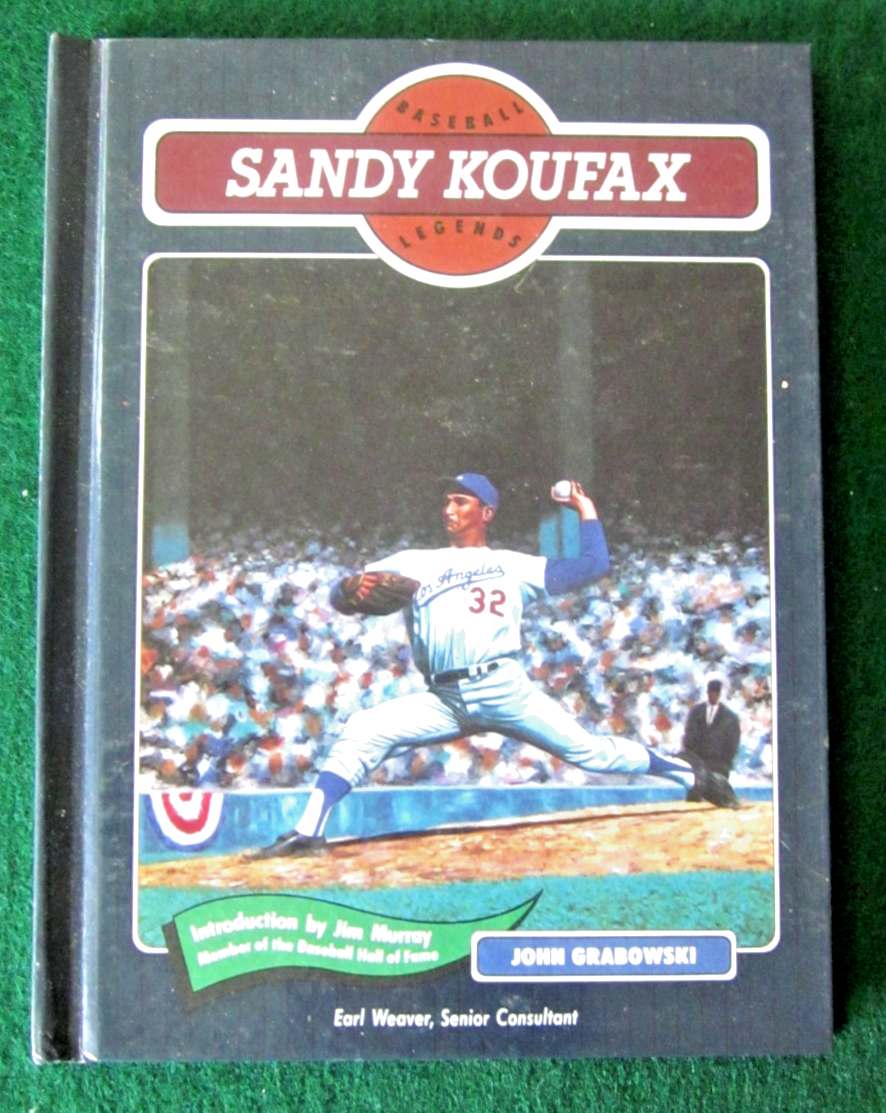 BASEBALL
SANDY KOUFAX
LEGENDS
Los Angeles
32
Introduction by Jim Murray
Member of the Baseball Hall of Fame
JOHN GRABOWSKI
Earl Weaver, Senior Consultant